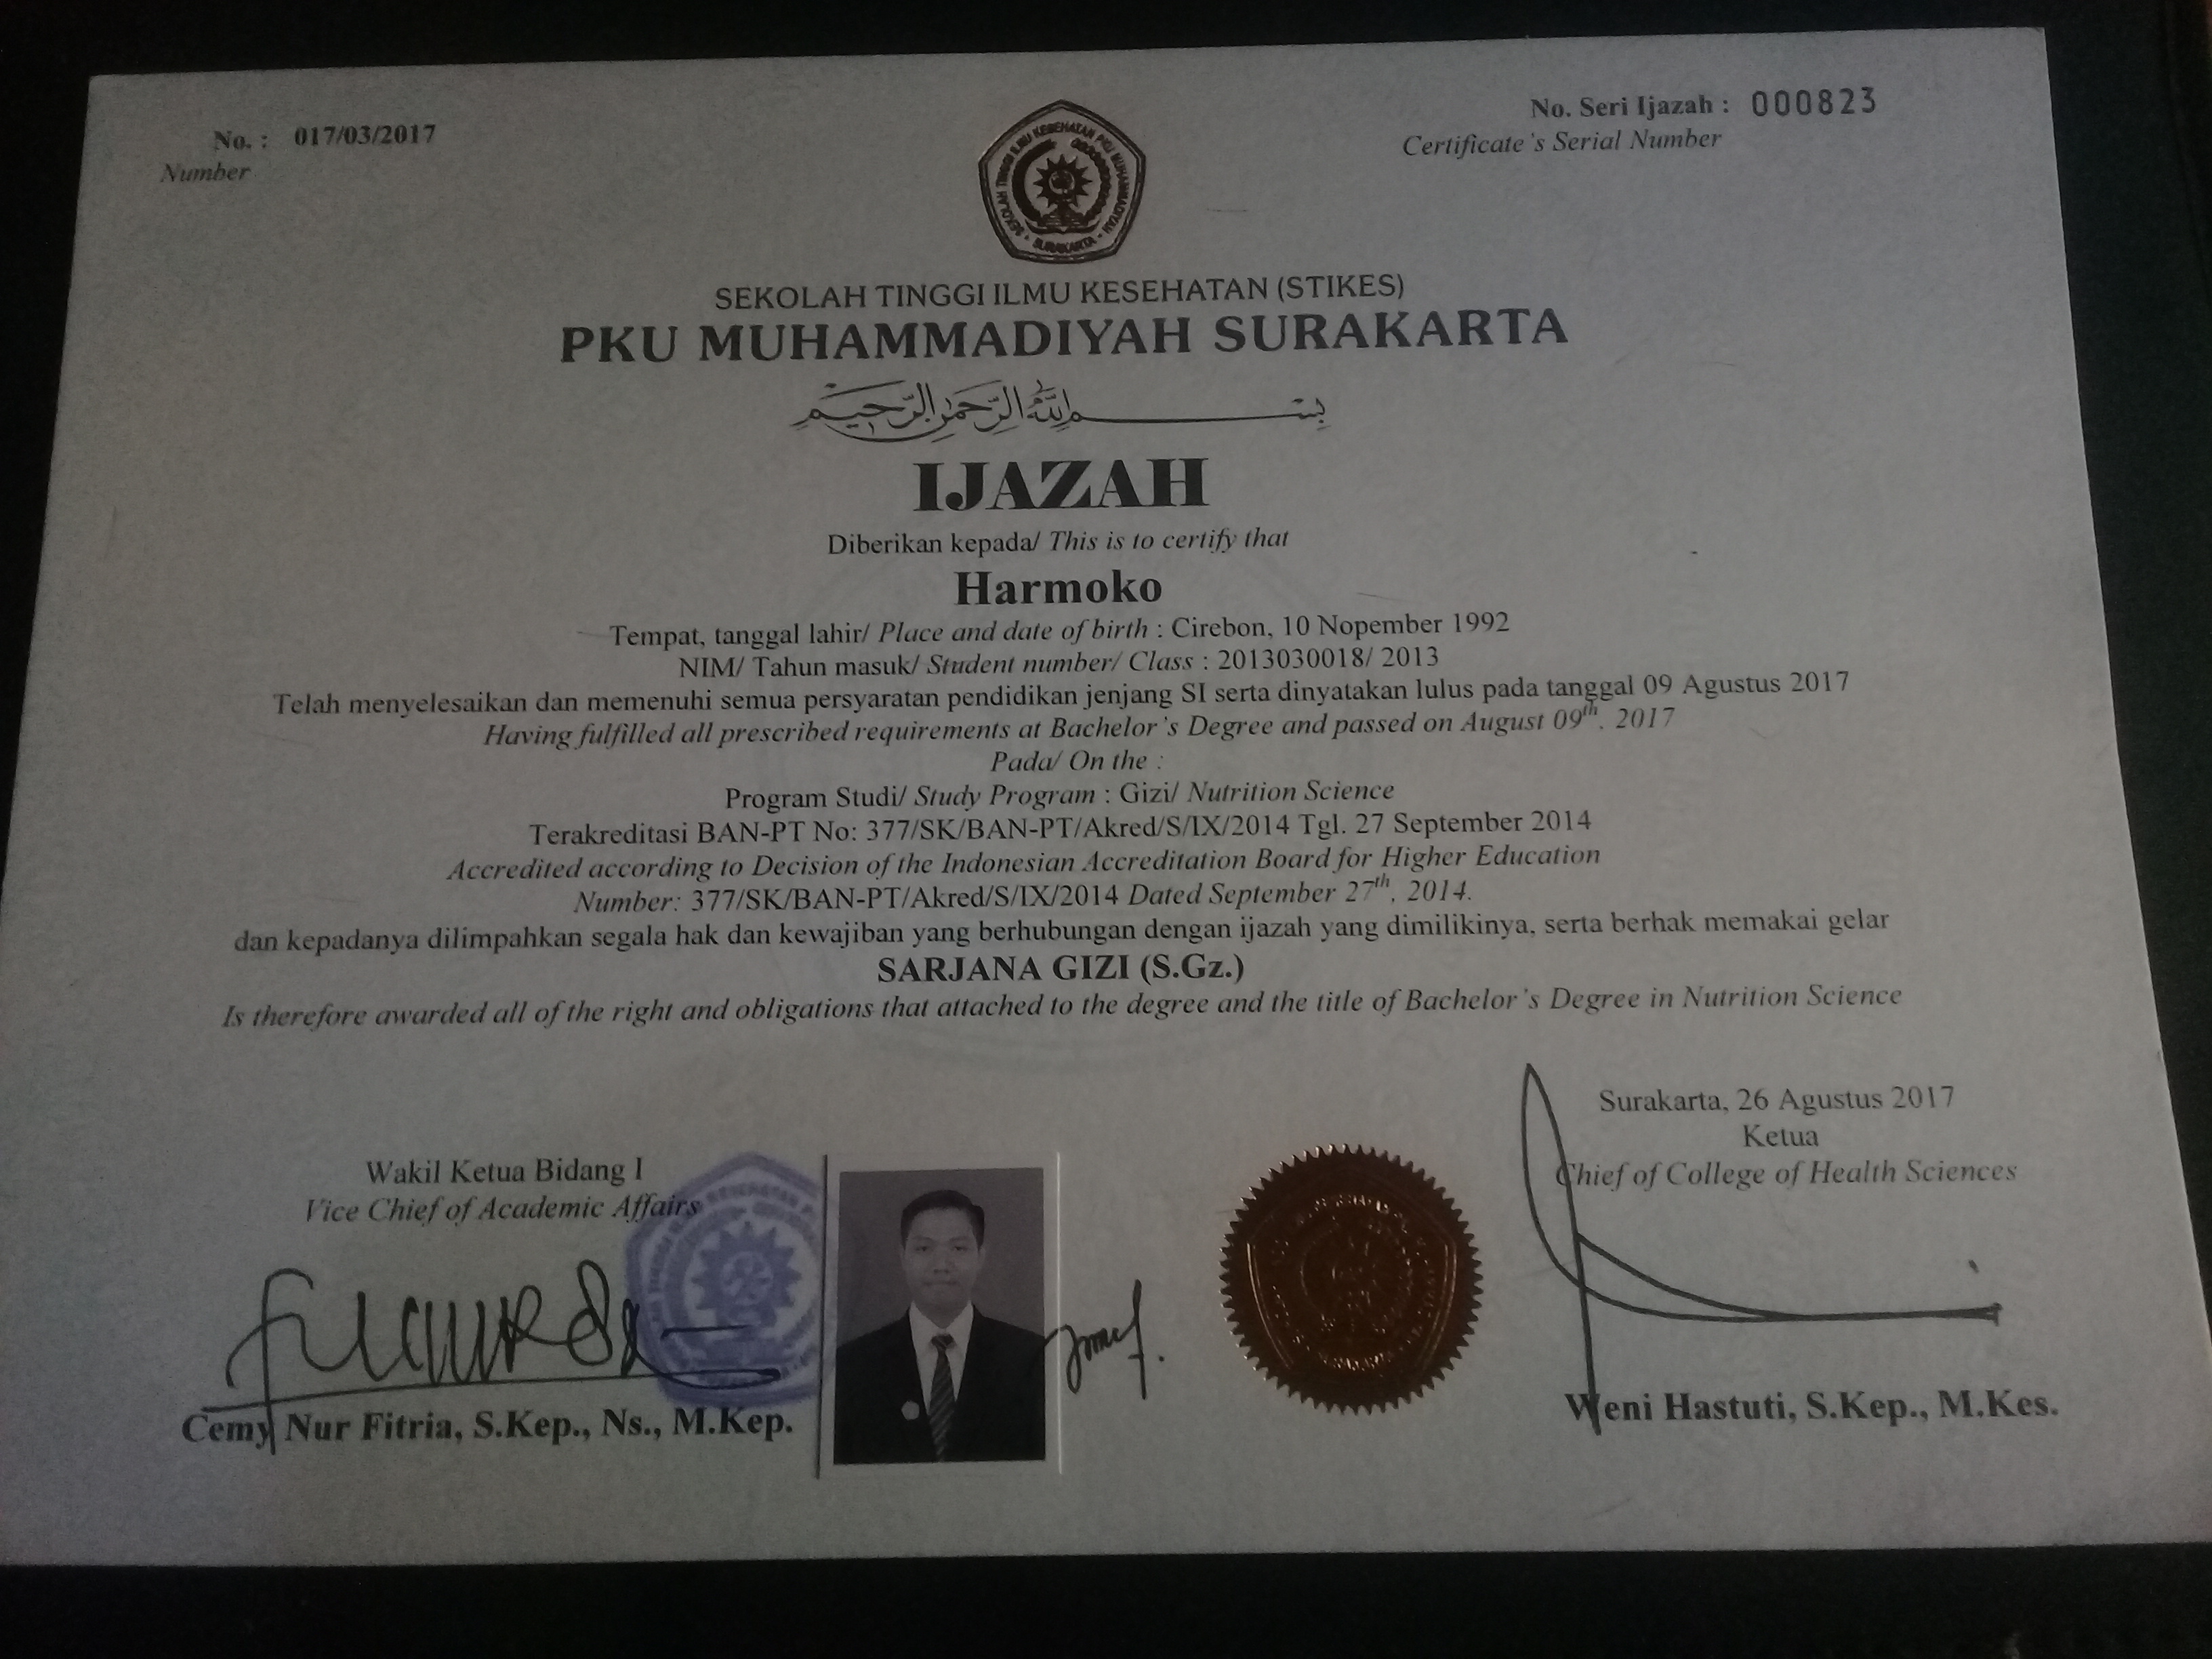 No. : 017/03/2017
Number
No. Seri Ijazah : 000823
Certificate's Serial Number
SEKOLAH TINGGI ILMU KESEHATAN PKU MUHAMMADIYAH
• SURAKARTA •
SEKOLAH TINGGI ILMU KESEHATAN (STIKES)
PKU MUHAMMADIYAH SURAKARTA
بسم الله الرحمن الرحيم
IJAZAH
Diberikan kepada/ This is to certify that
Harmoko
Tempat, tanggal lahir/ Place and date of birth : Cirebon, 10 Nopember 1992
NIM/ Tahun masuk/ Student number/ Class : 2013030018/ 2013
Telah menyelesaikan dan memenuhi semua persyaratan pendidikan jenjang SI serta dinyatakan lulus pada tanggal 09 Agustus 2017
Having fulfilled all prescribed requirements at Bachelor's Degree and passed on August 09th, 2017
Pada/ On the :
Program Studi/ Study Program : Gizi/ Nutrition Science
Terakreditasi BAN-PT No: 377/SK/BAN-PT/Akred/S/IX/2014 Tgl. 27 September 2014
Accredited according to Decision of the Indonesian Accreditation Board for Higher Education
Number: 377/SK/BAN-PT/Akred/S/IX/2014 Dated September 27th, 2014.
dan kepadanya dilimpahkan segala hak dan kewajiban yang berhubungan dengan ijazah yang dimilikinya, serta berhak memakai gelar
SARJANA GIZI (S.Gz.)
Is therefore awarded all of the right and obligations that attached to the degree and the title of Bachelor's Degree in Nutrition Science
Wakil Ketua Bidang I
Vice Chief of Academic Affairs
Cemy Nur Fitria, S.Kep., Ns., M.Kep.
Surakarta, 26 Agustus 2017
Ketua
Chief of College of Health Sciences
Weni Hastuti, S.Kep., M.Kes.